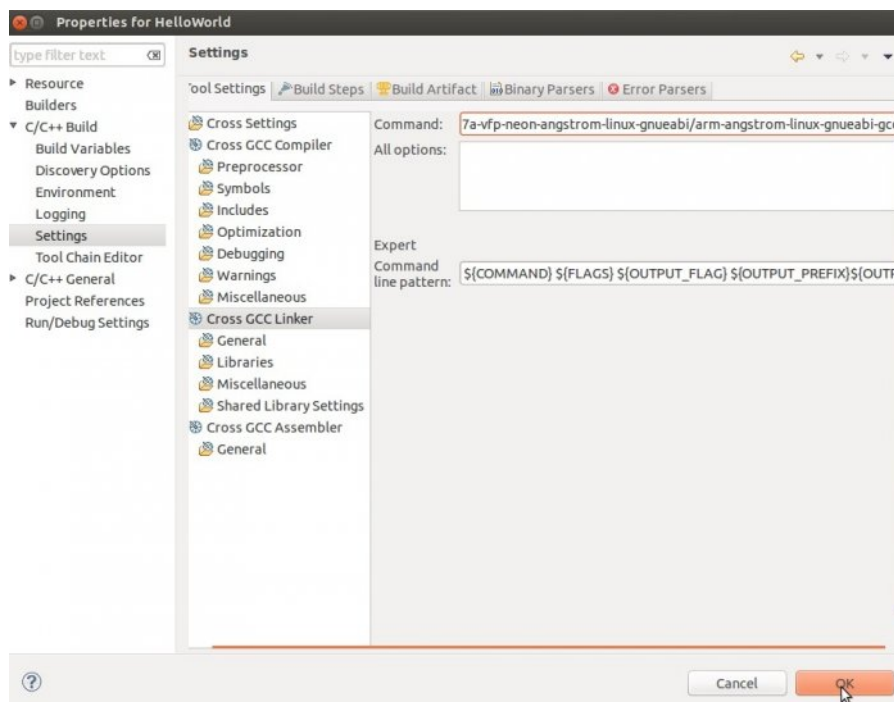 Properties for HelloWorld
type filter text
Resource
Builders
C/C++ Build
Build Variables
Discovery Options
Environment
Logging
Settings
Tool Chain Editor
C/C++ General
Project References
Run/Debug Settings
Settings
Tool Settings Build Steps Build Artifact Binary Parsers Error Parsers
Cross Settings
Cross GCC Compiler
Preprocessor
Symbols
Includes
Optimization
Debugging
Warnings
Miscellaneous
Cross GCC Linker
General
Libraries
Miscellaneous
Shared Library Settings
Cross GCC Assembler
General
Command: 7a-vfp-neon-angstrom-linux-gnueabi/arm-angstrom-linux-gnueabi-gcc
All options:
Expert
Command
line pattern: ${COMMAND} ${FLAGS} ${OUTPUT_FLAG} ${OUTPUT_PREFIX}${OUTP
Cancel OK